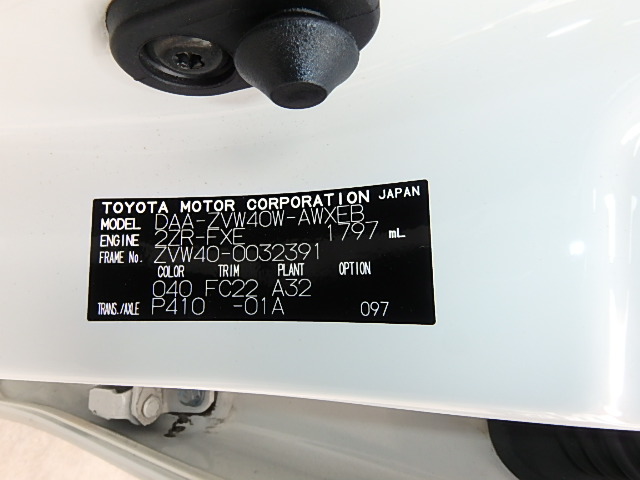 TOYOTA MOTOR CORPORATION JAPAN
MODEL DAA-ZVW40W-AWXEB
ENGINE 2ZR-FXE 1797 mL
FRAME No. ZVW40-0032391
COLOR TRIM PLANT OPTION
040 FC22 A32
TRANS./AXLE P410 -01A 097